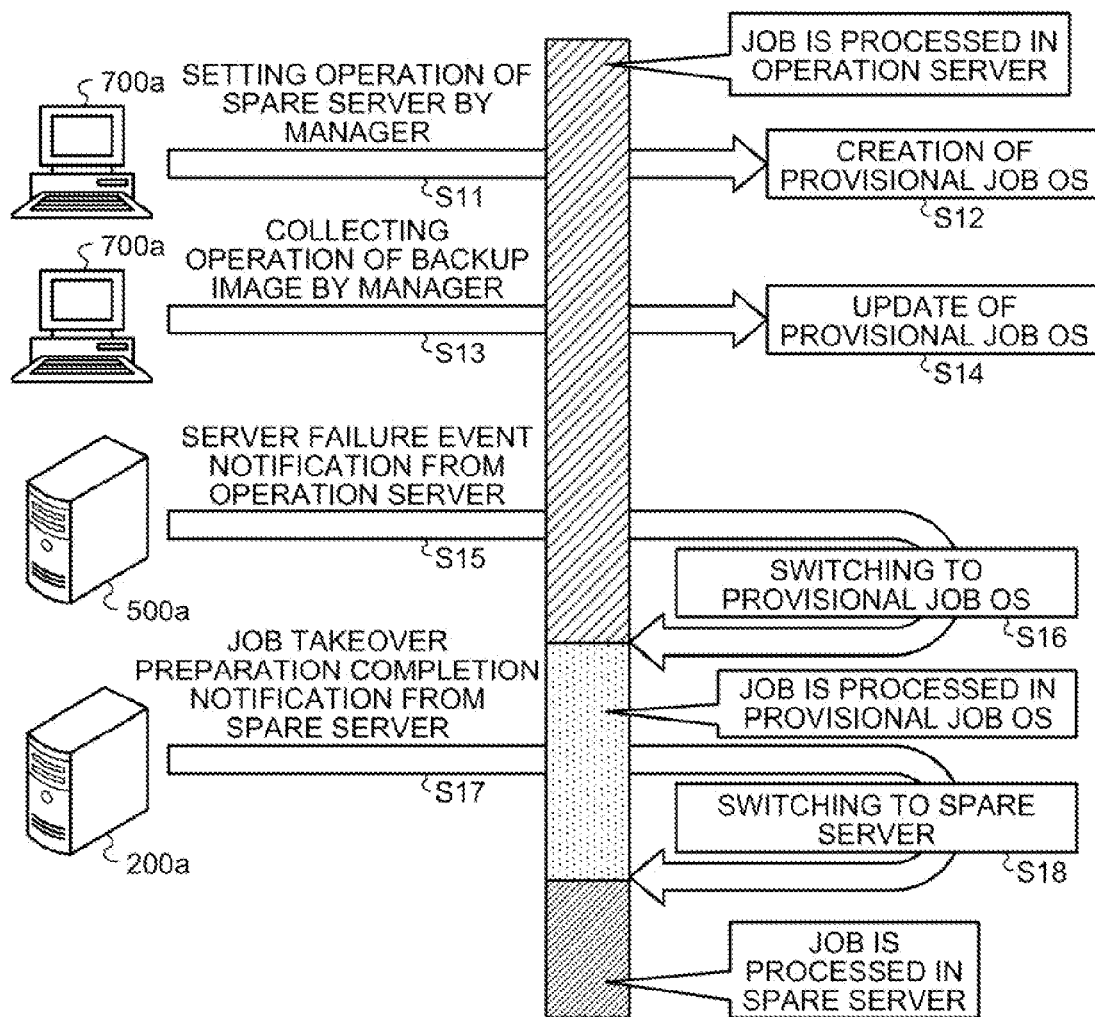 JOB IS PROCESSED IN
OPERATION SERVER
700a
SETTING OPERATION OF
SPARE SERVER BY
MANAGER
S11
CREATION OF
PROVISIONAL JOB OS
S12
700a
COLLECTING
OPERATION OF BACKUP
IMAGE BY MANAGER
S13
UPDATE OF
PROVISIONAL JOB OS
S14
SERVER FAILURE EVENT
NOTIFICATION FROM
OPERATION SERVER
S15
500a
SWITCHING TO
PROVISIONAL JOB OS
S16
JOB TAKEOVER
PREPARATION COMPLETION
NOTIFICATION FROM
SPARE SERVER
S17
200a
JOB IS PROCESSED IN
PROVISIONAL JOB OS
SWITCHING TO SPARE
SERVER
S18
JOB IS
PROCESSED IN
SPARE SERVER